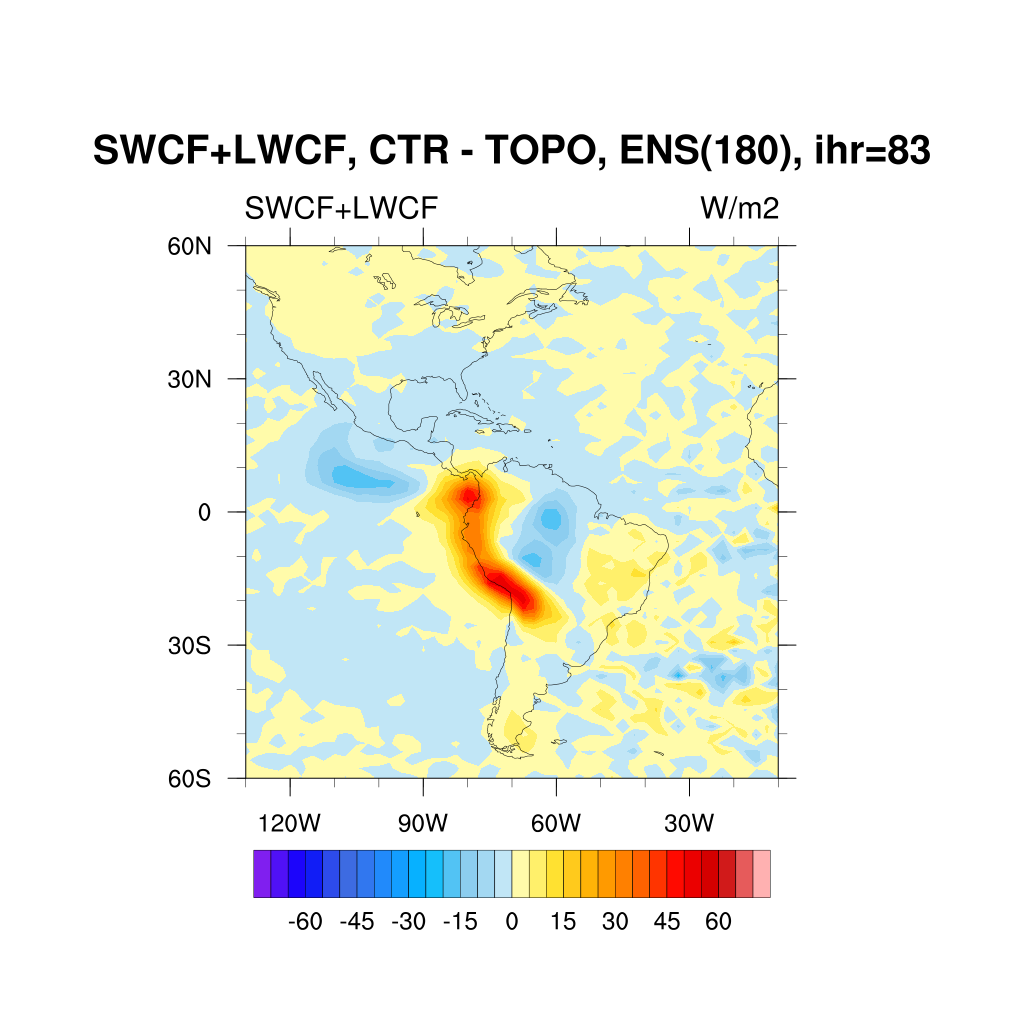 SWCF+LWCF, CTR - TOPO, ENS(180), ihr=83
SWCF+LWCF W/m2
60N
30N
0
30S
60S
120W 90W 60W 30W
-60 -45 -30 -15 0 15 30 45 60